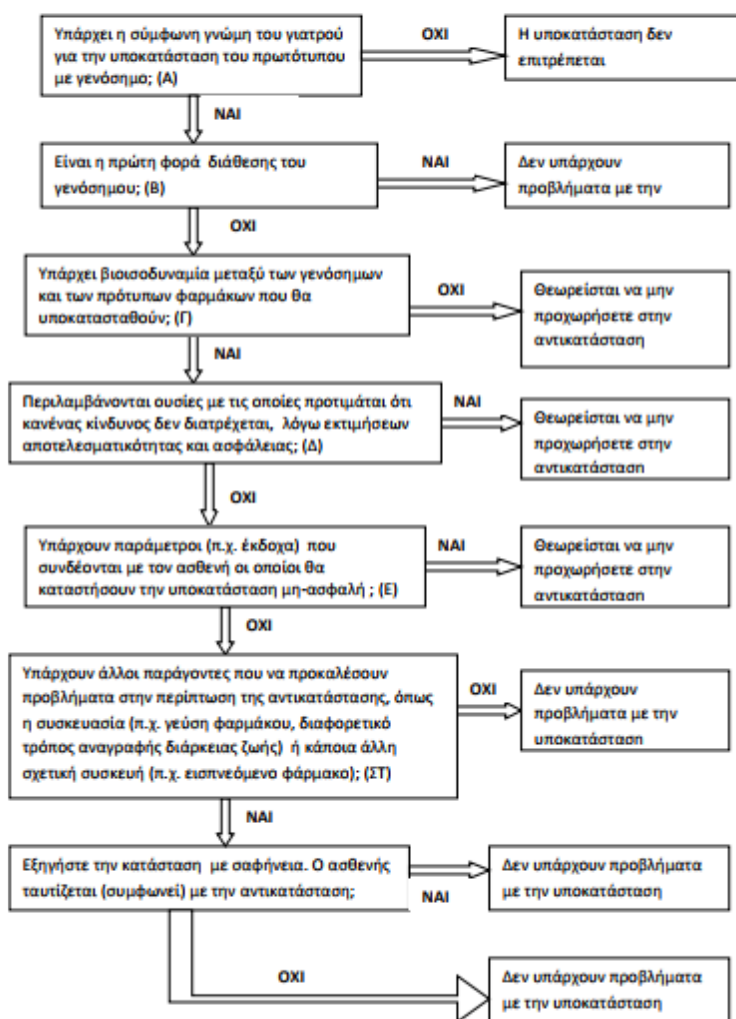 Υπάρχει η σύμφωνη γνώμη του γιατρού
για την υποκατάσταση του πρωτότυπου
με γενόσημο; (Α)
ΟΧΙ
Η υποκατάσταση δεν
επιτρέπεται
ΝΑΙ
Είναι η πρώτη φορά διάθεσης του
γενόσημου; (Β)
ΝΑΙ
Δεν υπάρχουν
προβλήματα με την
ΟΧΙ
Υπάρχει βιοισοδυναμία μεταξύ των γενόσημων
και των πρότυπων φαρμάκων που θα
υποκατασταθούν; (Γ)
ΟΧΙ
Θεωρείσται να μην
προχωρήσετε στην
αντικατάσταση
ΝΑΙ
Περιλαμβάνονται ουσίες με τις οποίες προτιμάται ότι
κανένας κίνδυνος δεν διατρέχεται, λόγω εκτιμήσεων
αποτελεσματικότητας και ασφάλειας; (Δ)
ΝΑΙ
Θεωρείσται να μην
προχωρήσετε στην
αντικατάσταση
ΟΧΙ
Υπάρχουν παράμετροι (π.χ. έκδοχα) που
συνδέονται με τον ασθενή οι οποίοι θα
καταστήσουν την υποκατάσταση μη-ασφαλή ; (Ε)
ΝΑΙ
Θεωρείσται να μην
προχωρήσετε στην
αντικατάσταση
ΟΧΙ
Υπάρχουν άλλοι παράγοντες που να προκαλέσουν
προβλήματα στην περίπτωση της αντικατάστασης, όπως
η συσκευασία (π.χ. γεύση φαρμάκου, διαφορετικό
τρόπος αναγραφής διάρκειας ζωής) ή κάποια άλλη
σχετική συσκευή (π.χ. εισπνεόμενο φάρμακο); (ΣΤ)
ΟΧΙ
Δεν υπάρχουν
προβλήματα με την
υποκατάσταση
ΝΑΙ
Εξηγήστε την κατάσταση με σαφήνεια. Ο ασθενής
ταυτίζεται (συμφωνεί) με την αντικατάσταση;
ΝΑΙ
Δεν υπάρχουν προβλήματα
με την υποκατάσταση
ΟΧΙ
Δεν υπάρχουν προβλήματα
με την υποκατάσταση